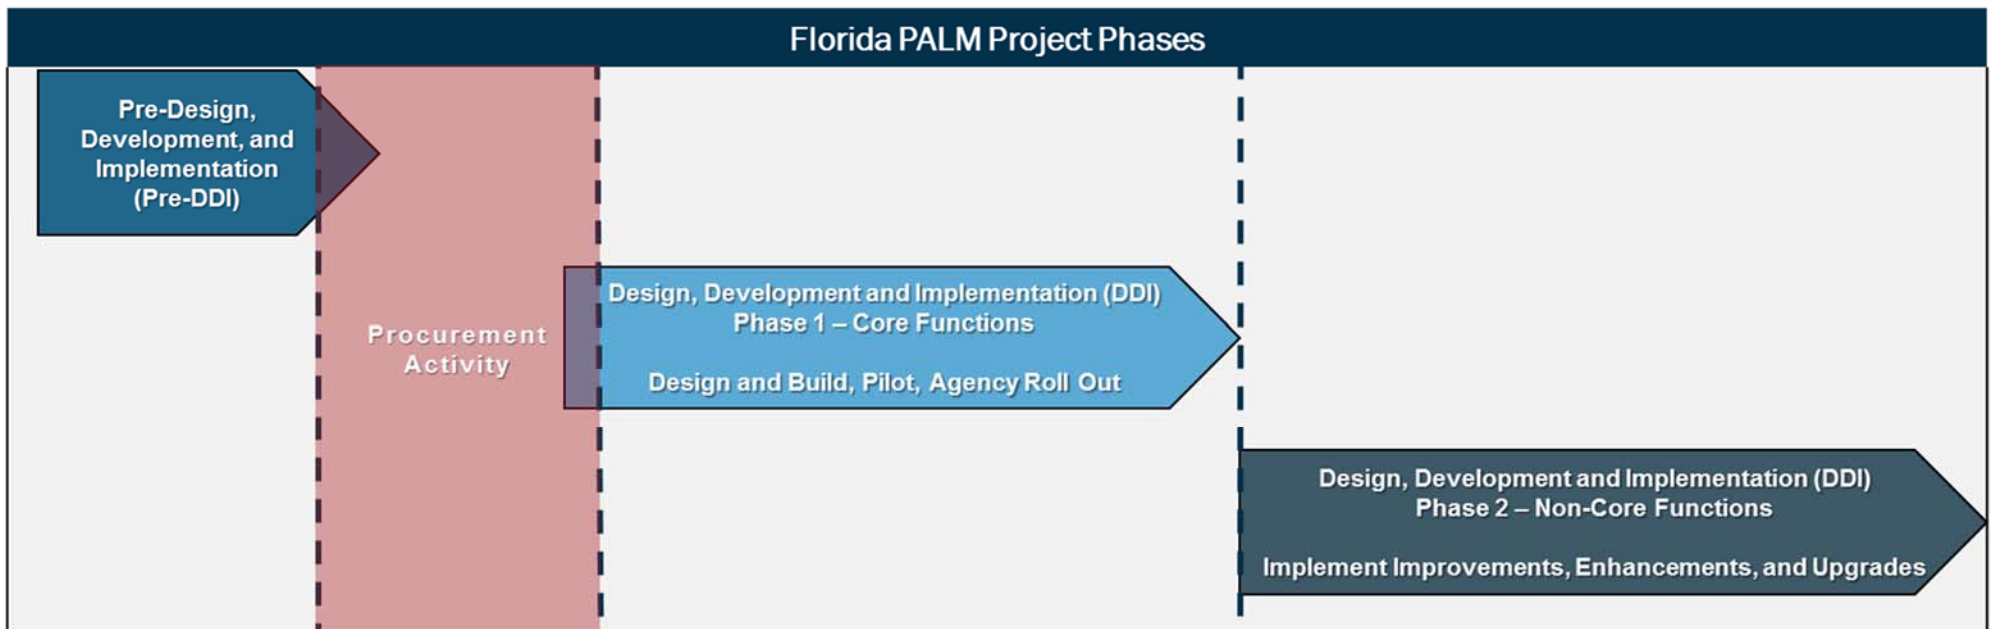 Florida PALM Project Phases
Pre-Design,
Development, and
Implementation
(Pre-DDI)
Procurement
Activity
Design, Development and Implementation (DDI)
Phase 1 – Core Functions
Design and Build, Pilot, Agency Roll Out
Design, Development and Implementation (DDI)
Phase 2 – Non-Core Functions
Implement Improvements, Enhancements, and Upgrades